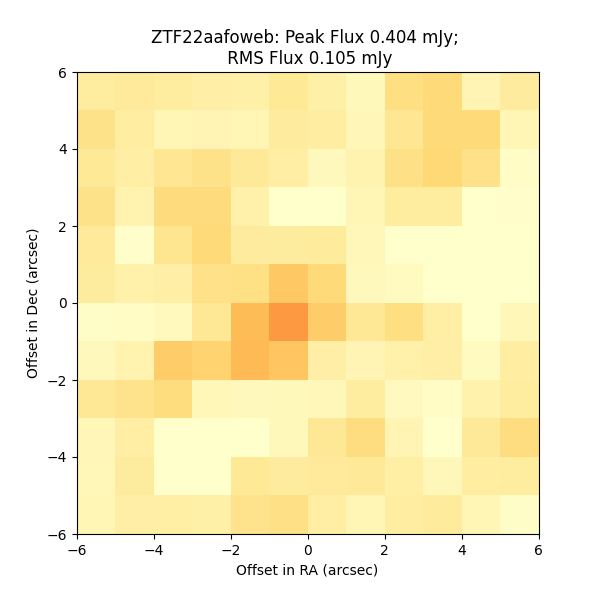 ZTF22aafoweb: Peak Flux 0.404 mJy;
RMS Flux 0.105 mJy
6
4
2
0
−2
−4
−6
Offset in Dec (arcsec)
−6 −4 −2 0 2 4 6
Offset in RA (arcsec)